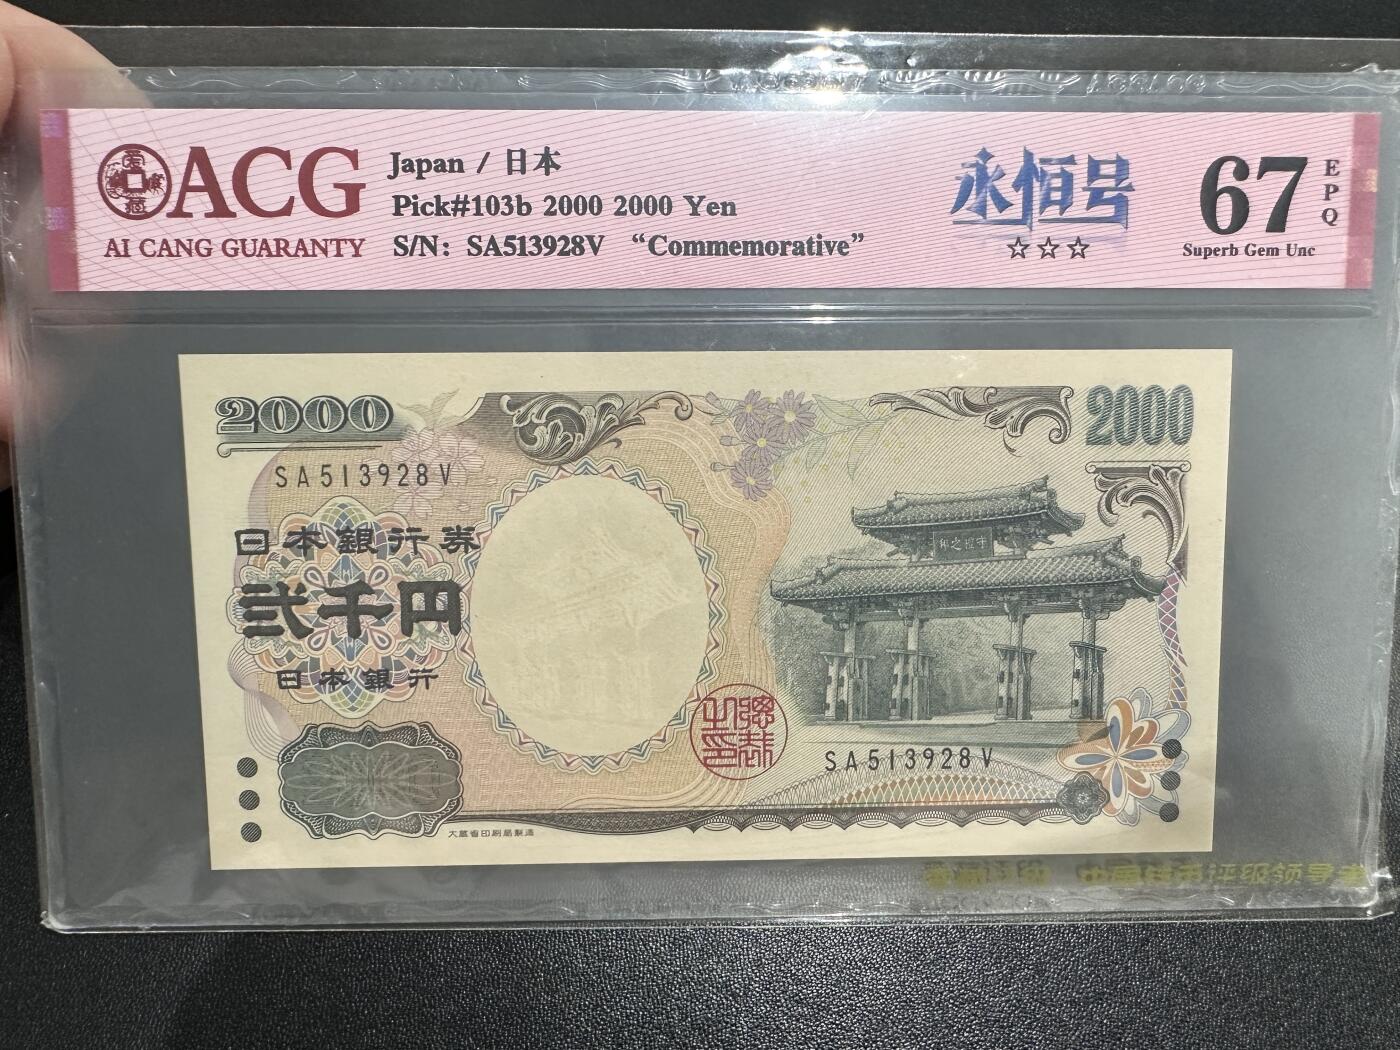 ACG
AI CANG GUARANTY
Japan / 日本
Pick#103b 2000 2000 Yen
S/N: SA513928V “Commemorative”
永恒号
☆☆☆
67
EPQ
Superb Gem Unc
2000
2000
SA513928V
日本銀行券
弐千円
日本銀行
守禮之邦
SA513928V
大蔵省印刷局製造